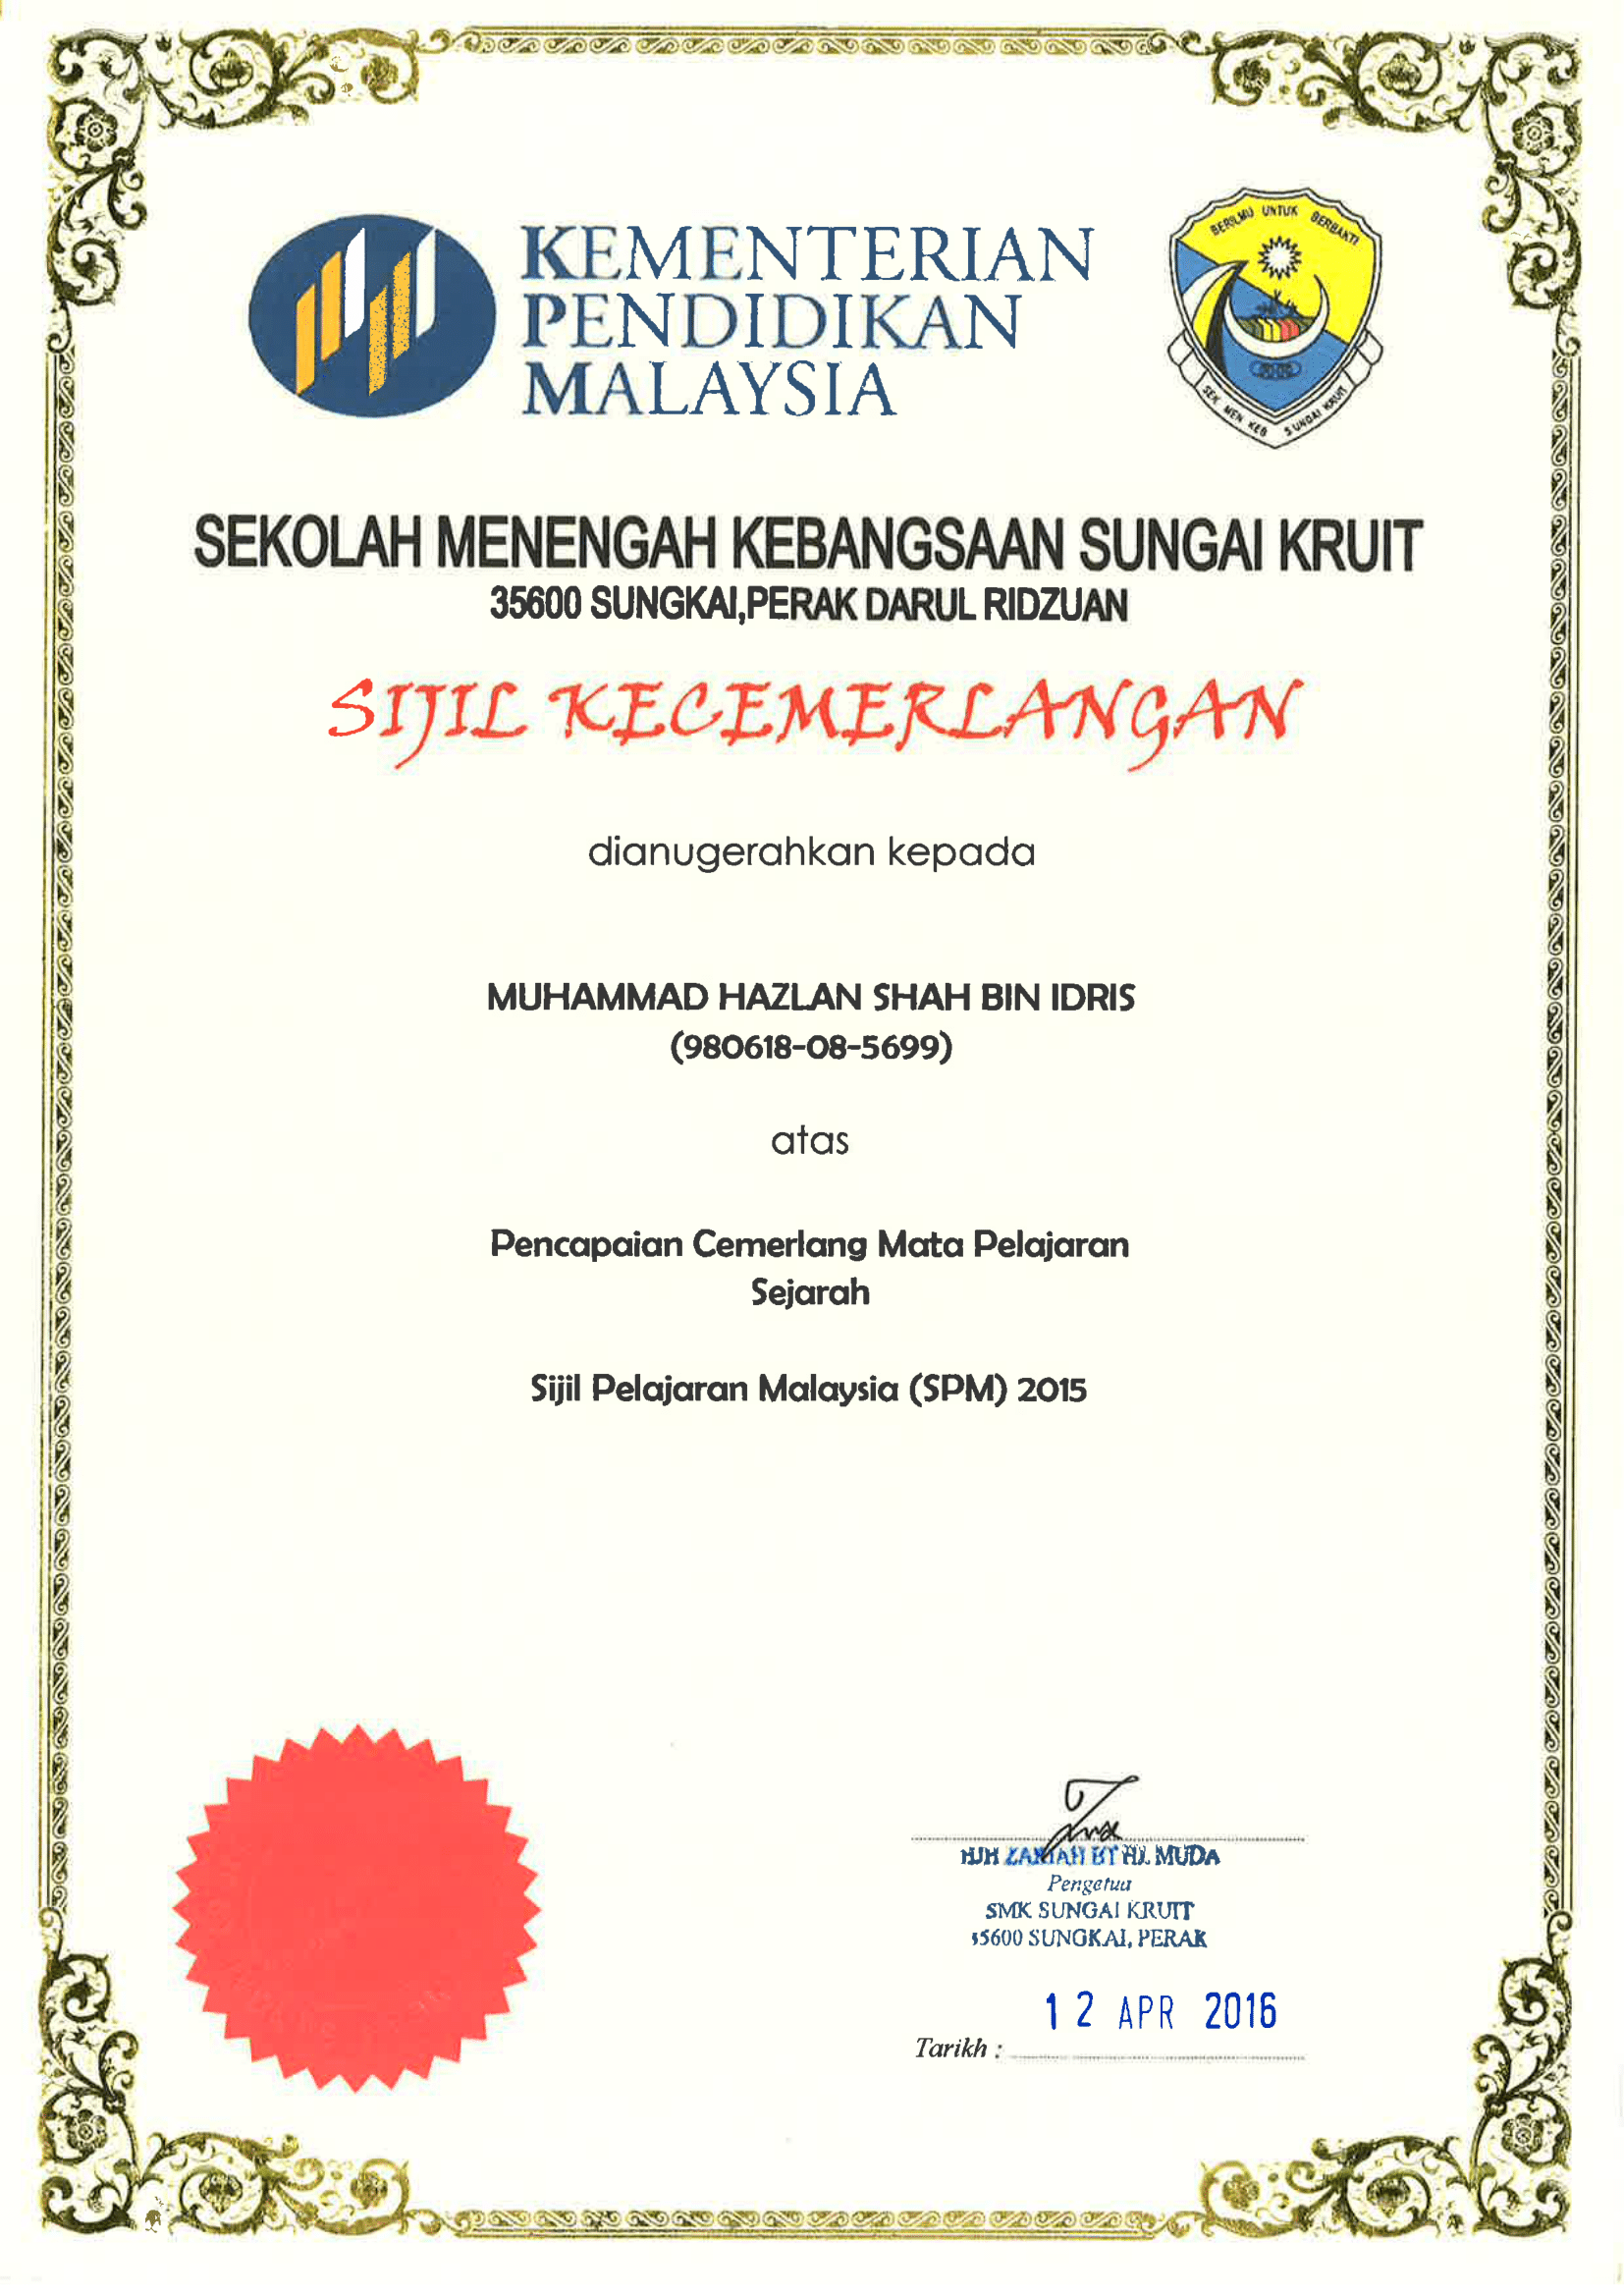 KEMENTERIAN
PENDIDIKAN
MALAYSIA
BERILMU UNTUK BERBAKTI
SEK MEN KEB SUNGAI KRUIT
SEKOLAH MENENGAH KEBANGSAAN SUNGAI KRUIT
35600 SUNGKAI,PERAK DARUL RIDZUAN
SIJIL KECEMERLANGAN
dianugerahkan kepada
MUHAMMAD HAZLAN SHAH BIN IDRIS
(980618-08-5699)
atas
Pencapaian Cemerlang Mata Pelajaran
Sejarah
Sijil Pelajaran Malaysia (SPM) 2015
HJH BT HJ. MUDA
Pengetua
SMK SUNGAI KRUIT
35600 SUNGKAI, PERAK
12 APR 2016
Tarikh :